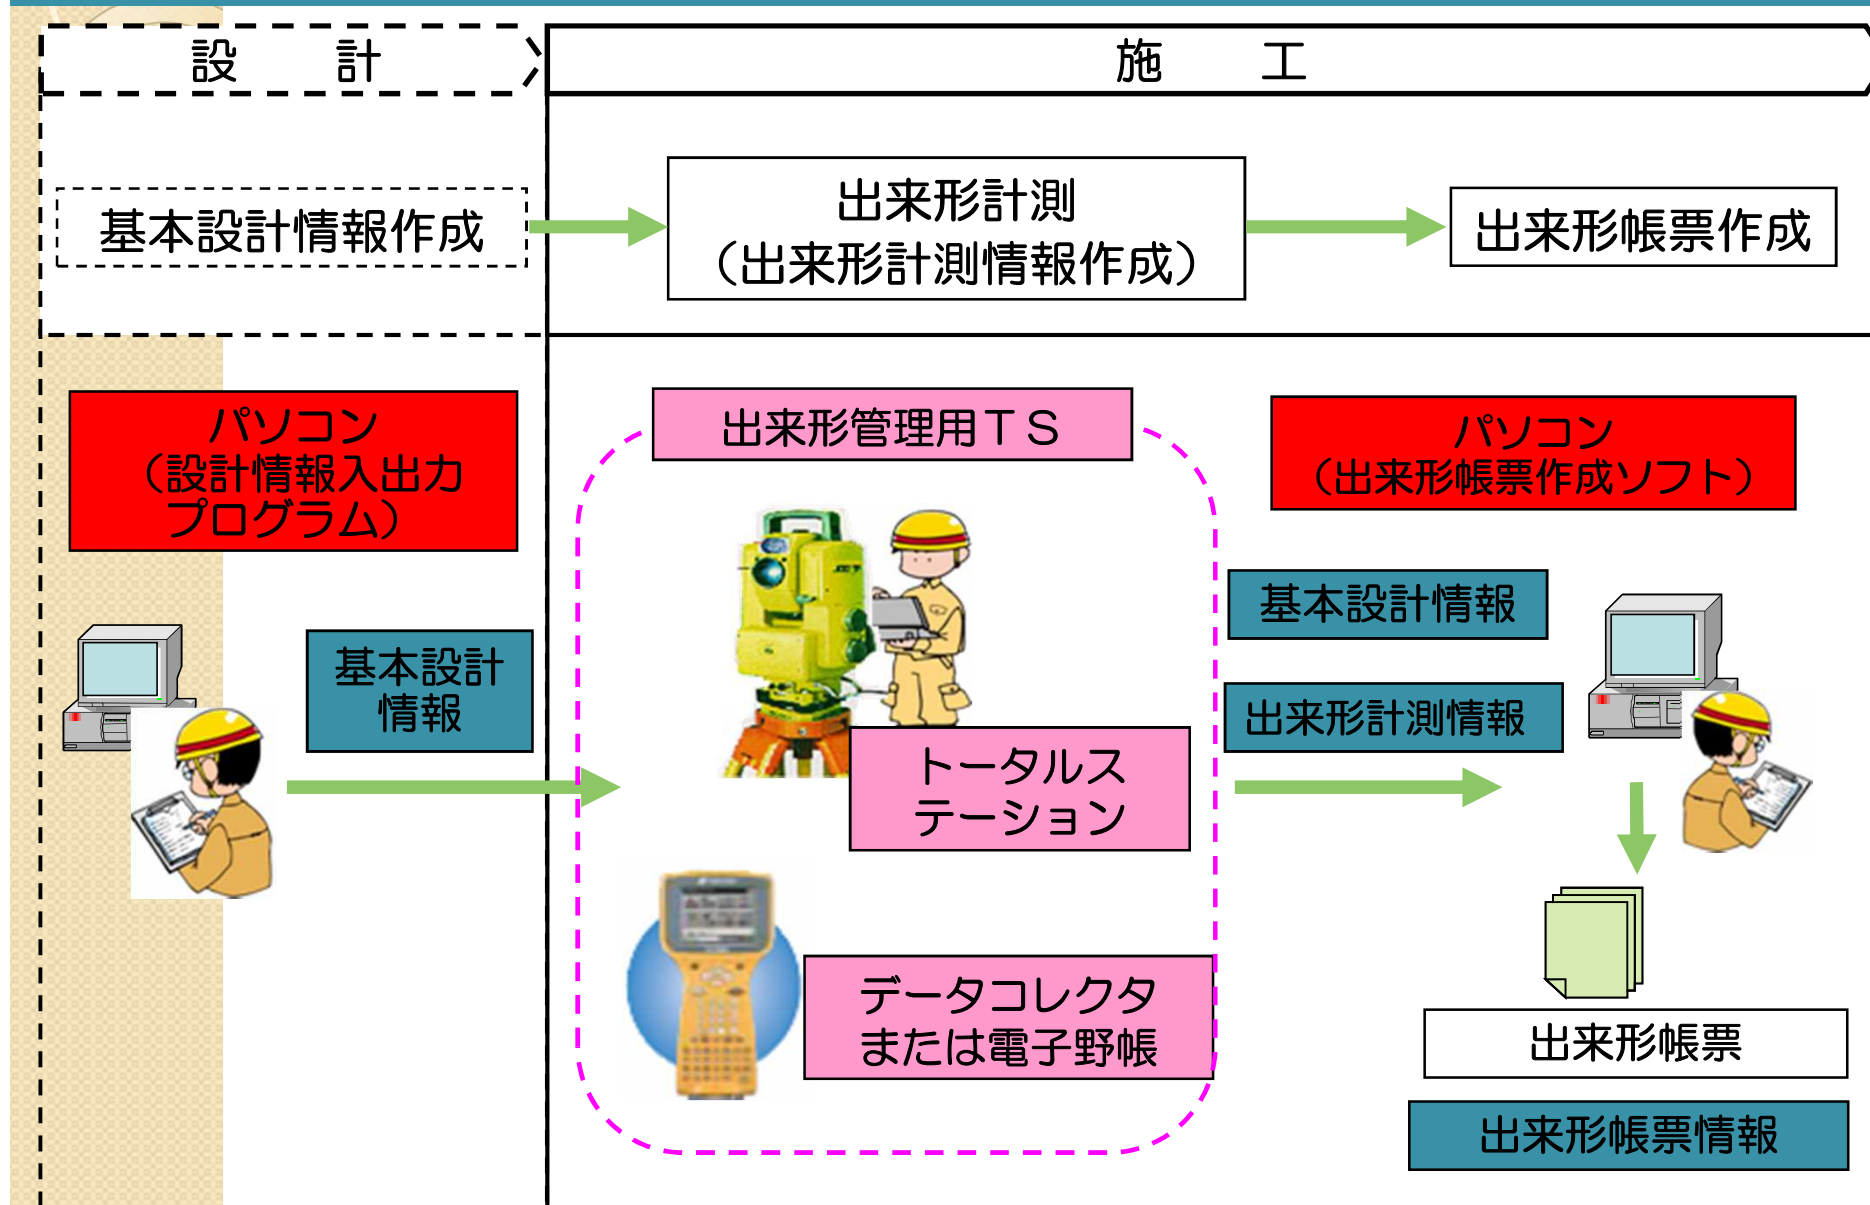 設　計
施　工
基本設計情報作成
出来形計測
（出来形計測情報作成）
出来形帳票作成
パソコン
（設計情報入出力
プログラム）
出来形管理用ＴＳ
パソコン
（出来形帳票作成ソフト）
基本設計
情報
基本設計情報
出来形計測情報
トータルス
テーション
データコレクタ
または電子野帳
出来形帳票
出来形帳票情報